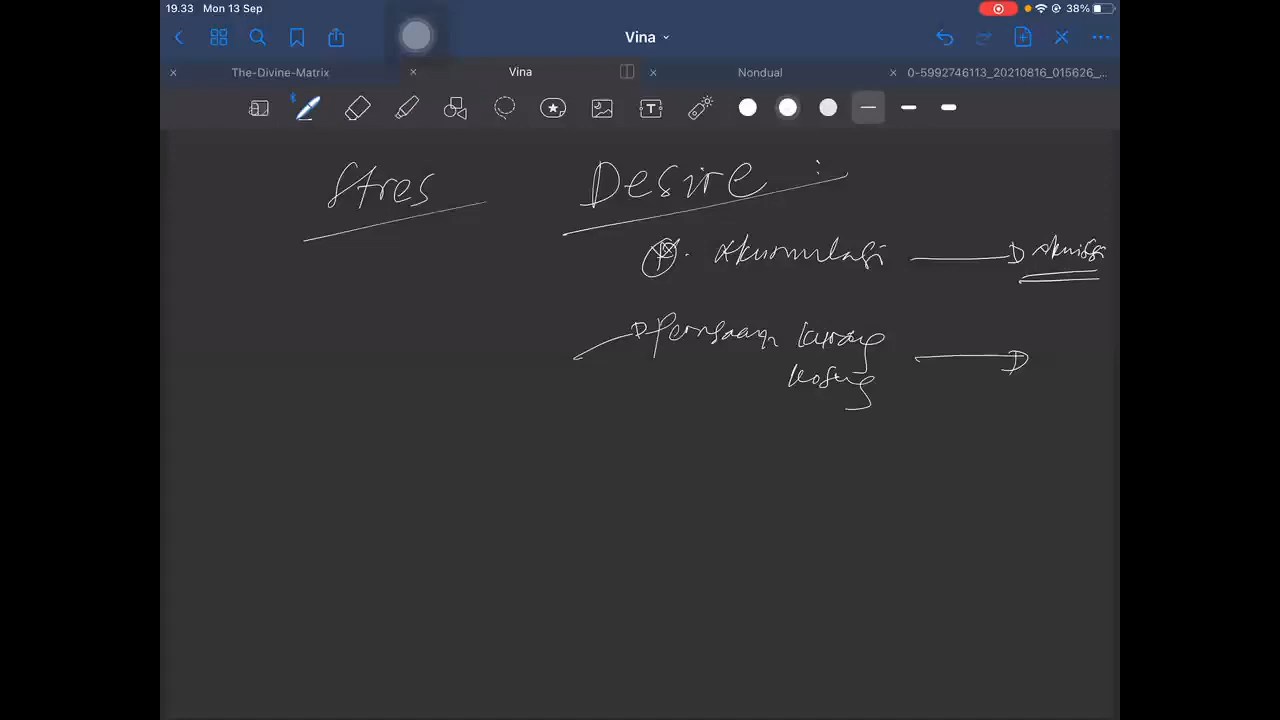 19.33 Mon 13 Sep 38%
Vina
The-Divine-Matrix Vina Nondual 0-5992746113_20210816_015626_...
Stres Desire :
Akumulasi
Perasaan kurang
kosong